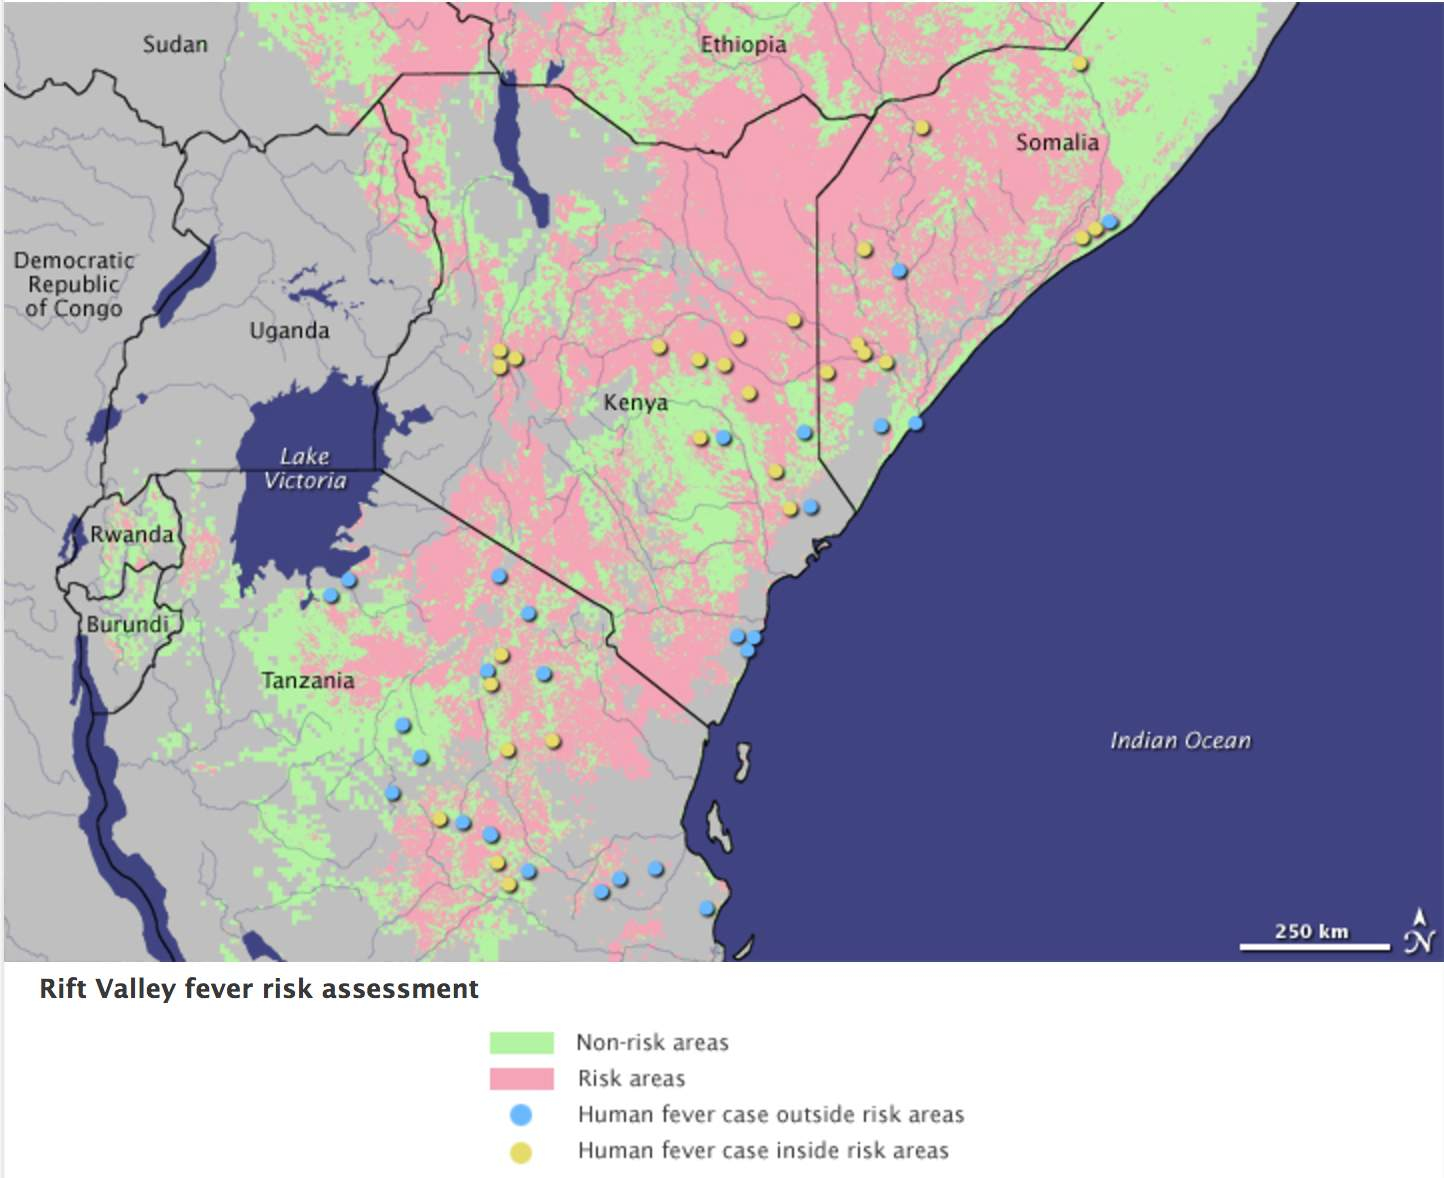 Sudan
Ethiopia
Somalia
Democratic
Republic
of Congo
Uganda
Kenya
Lake
Victoria
Rwanda
Burundi
Tanzania
Indian Ocean
250 km
N
Rift Valley fever risk assessment
Non-risk areas
Risk areas
Human fever case outside risk areas
Human fever case inside risk areas